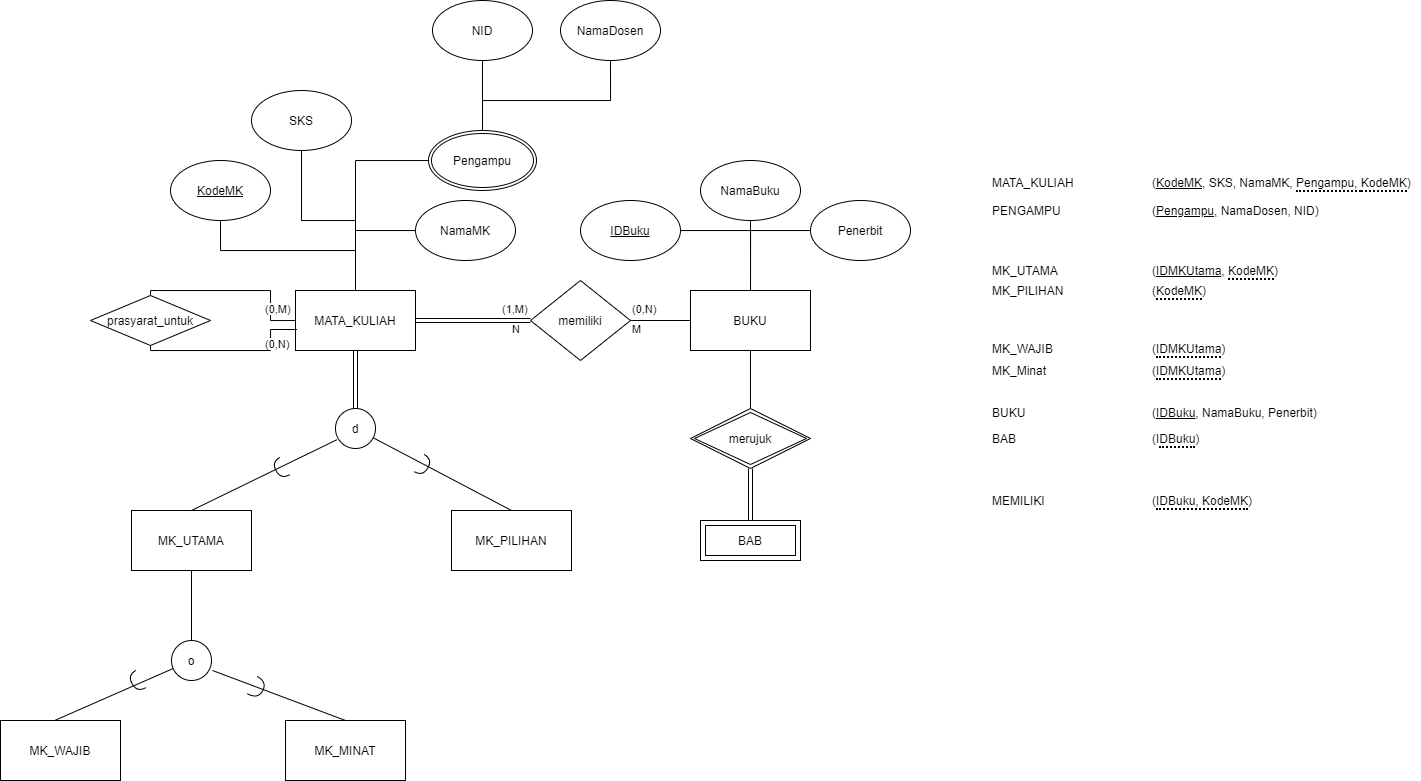 NID
NamaDosen
SKS
Pengampu
KodeMK
NamaMK
NamaBuku
IDBuku
Penerbit
prasyarat_untuk
(0,M)
(0,N)
MATA_KULIAH
(1,M)
N
memiliki
(0,N)
M
BUKU
d
merujuk
MK_UTAMA
MK_PILIHAN
BAB
o
MK_WAJIB
MK_MINAT
MATA_KULIAH (KodeMK, SKS, NamaMK, Pengampu, KodeMK)
PENGAMPU (Pengampu, NamaDosen, NID)
MK_UTAMA (IDMKUtama, KodeMK)
MK_PILIHAN (KodeMK)
MK_WAJIB (IDMKUtama)
MK_Minat (IDMKUtama)
BUKU (IDBuku, NamaBuku, Penerbit)
BAB (IDBuku)
MEMILIKI (IDBuku, KodeMK)